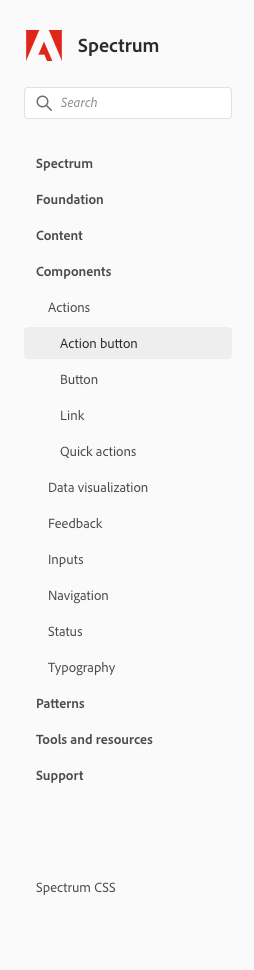 Spectrum
Search
Spectrum
Foundation
Content
Components
Actions
Action button
Button
Link
Quick actions
Data visualization
Feedback
Inputs
Navigation
Status
Typography
Patterns
Tools and resources
Support
Spectrum CSS